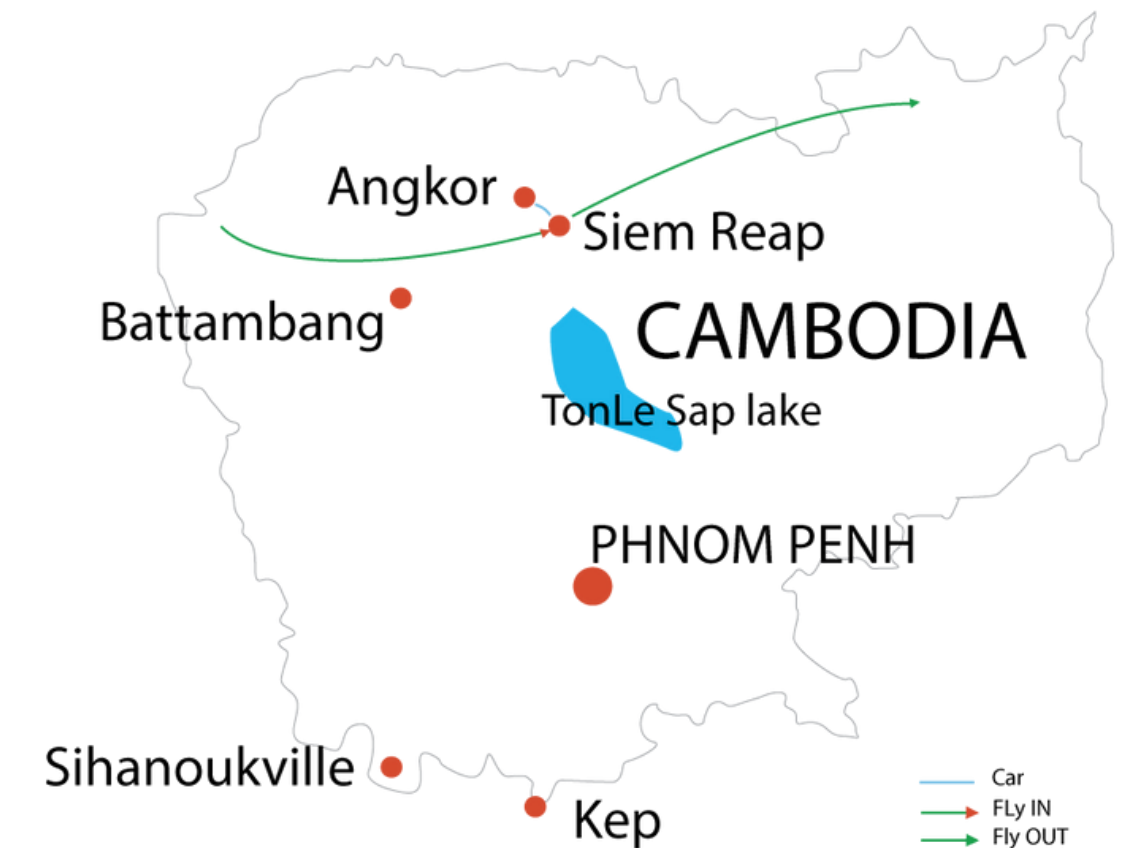 Angkor
Siem Reap
Battambang
CAMBODIA
TonLe Sap lake
PHNOM PENH
Sihanoukville
Kep
Car
FLy IN
Fly OUT